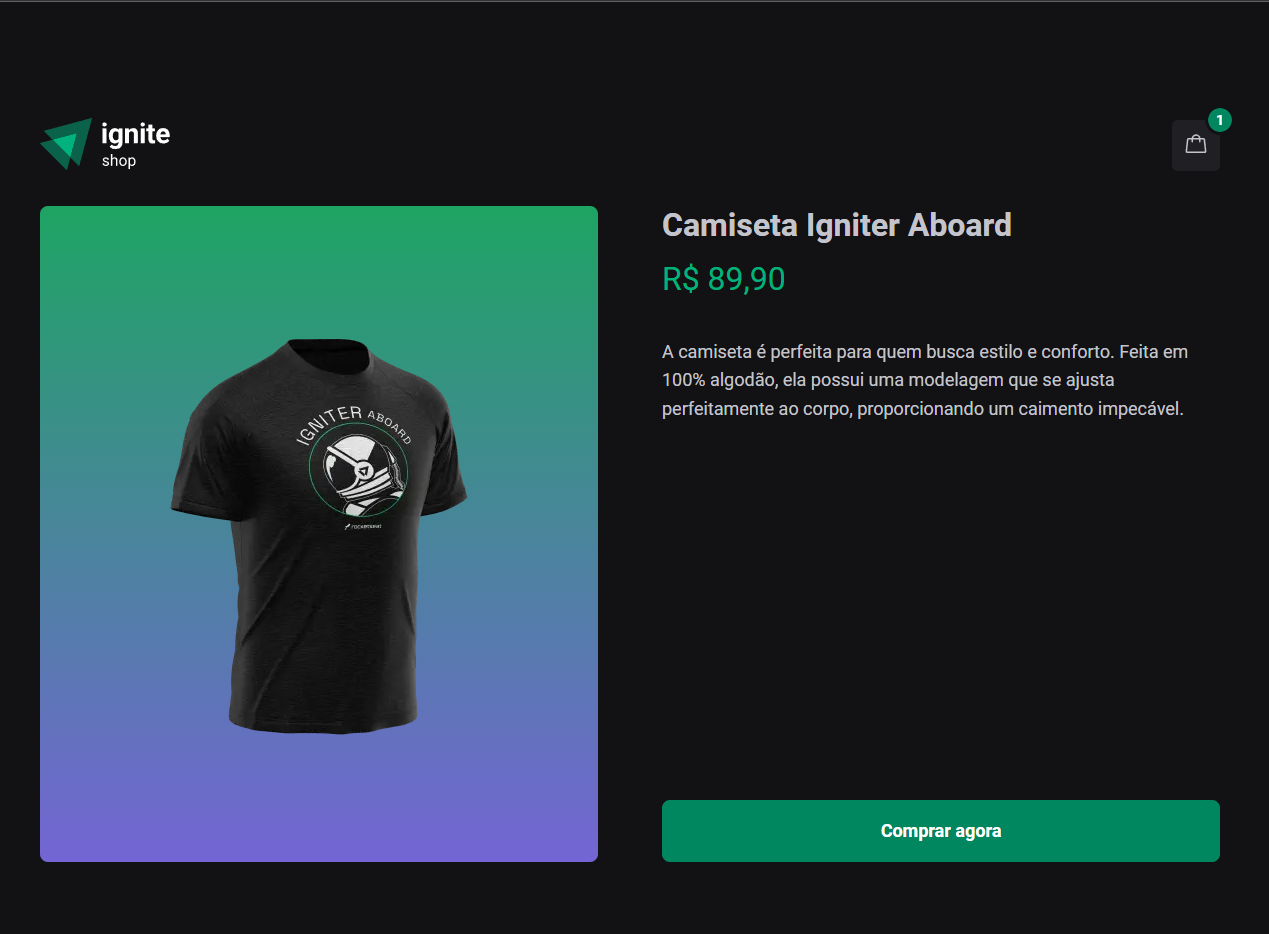 ignite
shop
1
Camiseta Igniter Aboard
R$ 89,90
A camiseta é perfeita para quem busca estilo e conforto. Feita em
100% algodão, ela possui uma modelagem que se ajusta
perfeitamente ao corpo, proporcionando um caimento impecável.
IGNITER ABOARD
rocketseat
Comprar agora